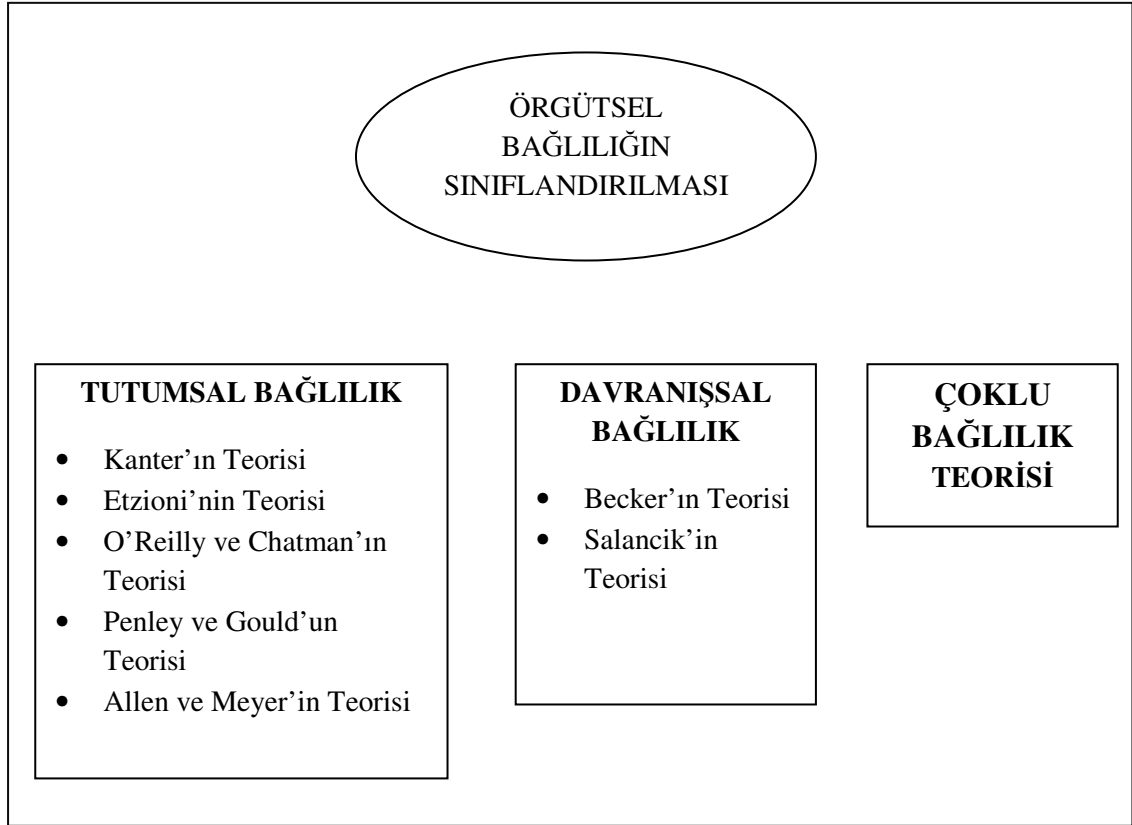 ÖRGÜTSEL
BAĞLILIĞIN
SINIFLANDIRILMASI
TUTUMSAL BAĞLILIK
• Kanter’ın Teorisi
• Etzioni’nin Teorisi
• O’Reilly ve Chatman’ın
Teorisi
• Penley ve Gould’un
Teorisi
• Allen ve Meyer’in Teorisi
DAVRANIŞSAL
BAĞLILIK
• Becker’ın Teorisi
• Salancik’in
Teorisi
ÇOKLU
BAĞLILIK
TEORİSİ